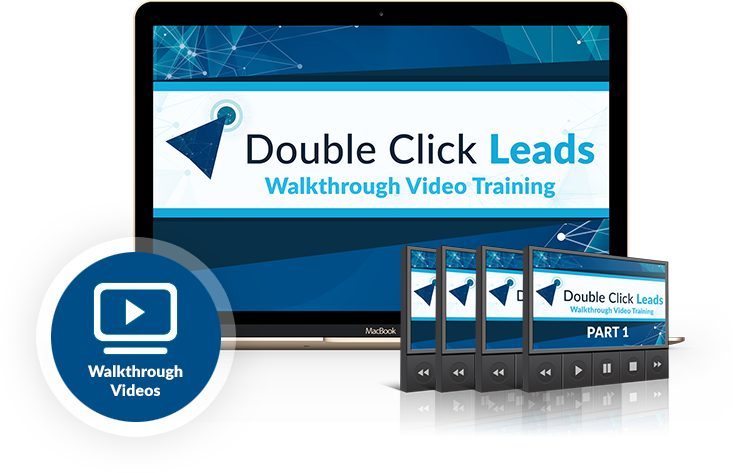 Double Click Leads
Walkthrough Video Training
MacBook
Double Click Leads
Walkthrough Video Training
PART 1
Walkthrough
Videos